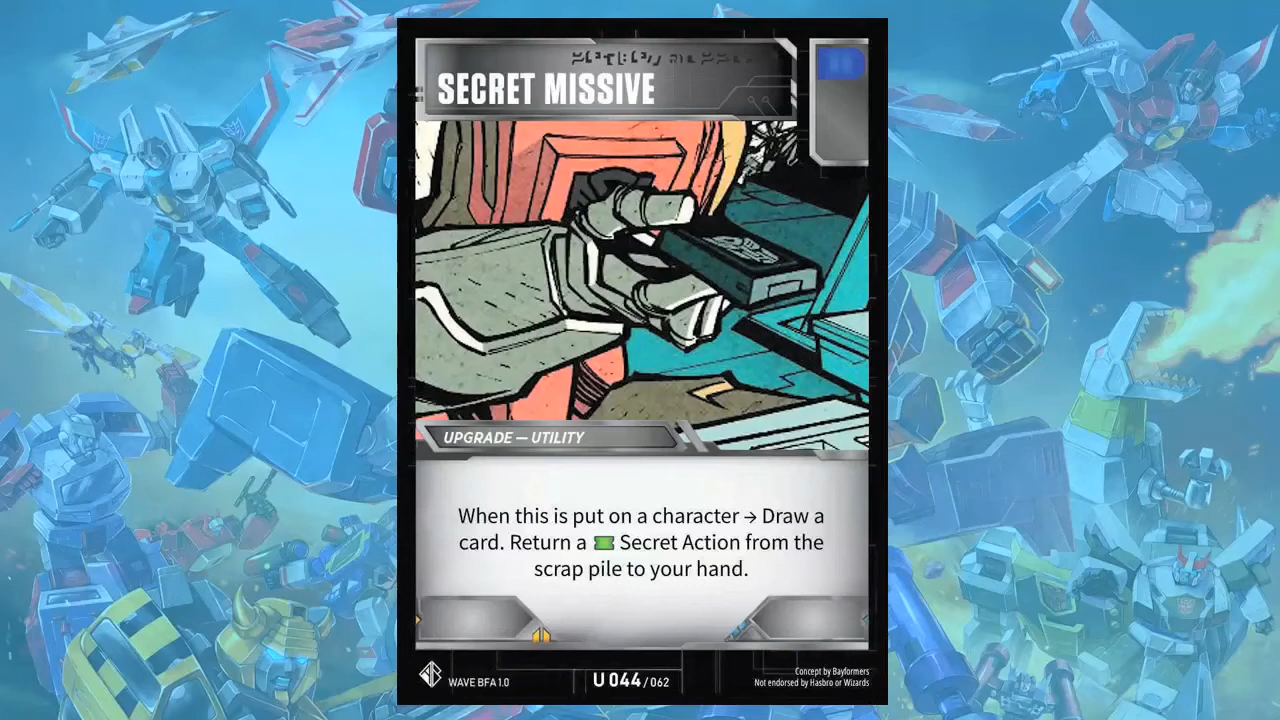 SECRET MISSIVE
UPGRADE – UTILITY
When this is put on a character → Draw a
card. Return a Secret Action from the
scrap pile to your hand.
WAVE BFA 1.0
U 044/062
Concept by Bayformers
Not endorsed by Hasbro or Wizards